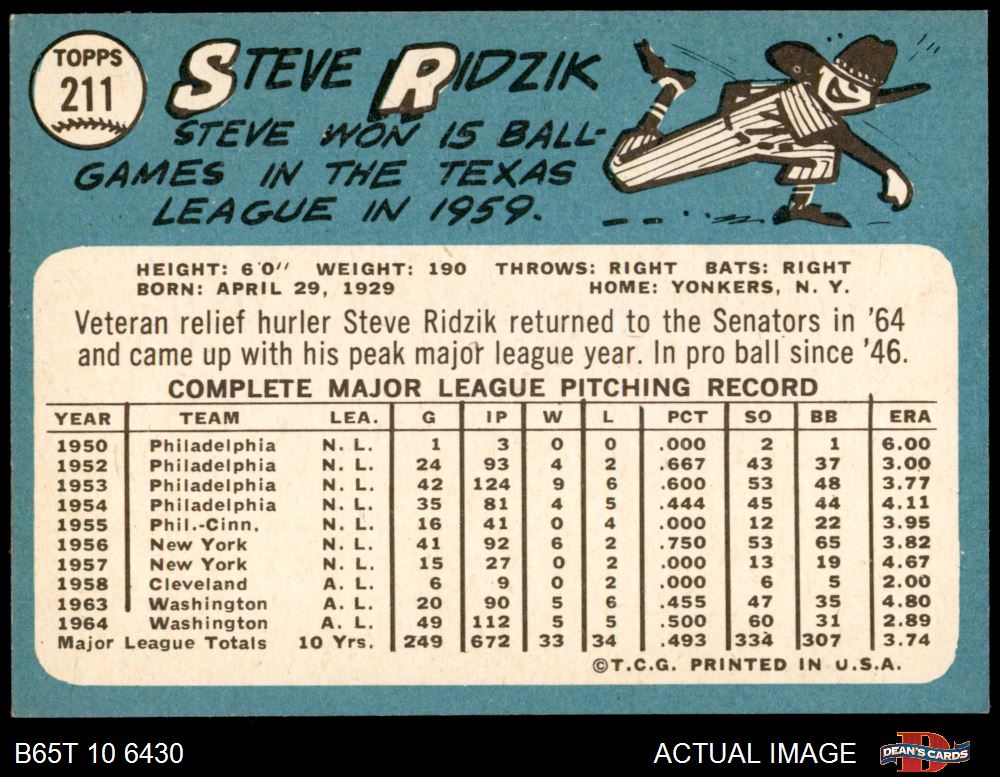 TOPPS
211
STEVE RIDZIK
STEVE WON 15 BALL-
GAMES IN THE TEXAS
LEAGUE IN 1959.
HEIGHT: 6'0" WEIGHT: 190 THROWS: RIGHT BATS: RIGHT
BORN: APRIL 29, 1929 HOME: YONKERS, N. Y.
Veteran relief hurler Steve Ridzik returned to the Senators in '64
and came up with his peak major league year. In pro ball since '46.
COMPLETE MAJOR LEAGUE PITCHING RECORD
YEAR TEAM LEA. G IP W L PCT SO BB ERA
1950 Philadelphia N. L. 1 3 0 0 .000 2 1 6.00
1952 Philadelphia N. L. 24 93 4 2 .667 43 37 3.00
1953 Philadelphia N. L. 42 124 9 6 .600 53 48 3.77
1954 Philadelphia N. L. 35 81 4 5 .444 45 44 4.11
1955 Phil.-Cinn. N. L. 16 41 0 4 .000 12 22 3.95
1956 New York N. L. 41 92 6 2 .750 53 65 3.82
1957 New York N. L. 15 27 0 2 .000 13 19 4.67
1958 Cleveland A. L. 6 9 0 2 .000 6 5 2.00
1963 Washington A. L. 20 90 5 6 .455 47 35 4.80
1964 Washington A. L. 49 112 5 5 .500 60 31 2.89
Major League Totals 10 Yrs. 249 672 33 34 .493 334 307 3.74
©T.C.G. PRINTED IN U.S.A.
B65T 10 6430 ACTUAL IMAGE DEAN'S CARDS